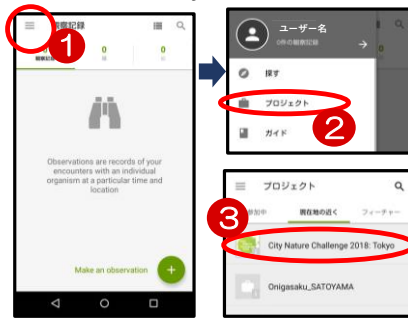 観察記録
1
0
観察記録
0
種
0
Observations are records of your
encounters with an individual
organism at a particular time and
location
Make an observation
+
ユーザー名
0件の観察記録
探す
プロジェクト
ガイド
2
プロジェクト
3
参加中
現在地の近く
フィーチャー
City Nature Challenge 2018: Tokyo
Onigasaku_SATOYAMA